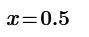 x = 0.5